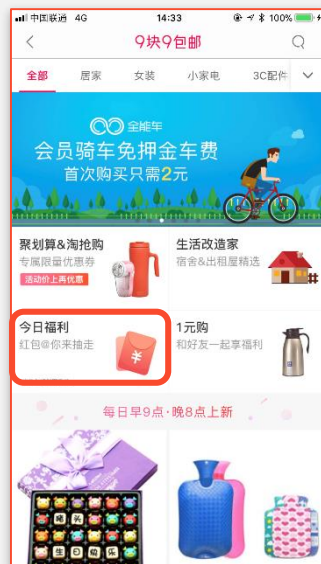 中国联通 4G 14:33 100%
9块9包邮
全部 居家 女装 小家电 3C配件
全能车
会员骑车免押金车费
首次购买只需2元
聚划算&淘抢购
专属限量优惠券
活动价上再优惠
生活改造家
宿舍&出租屋精选
今日福利
红包@你来抽走
1元购
和好友一起享福利
每日早9点·晚8点上新
猪 头
生 日 快 乐